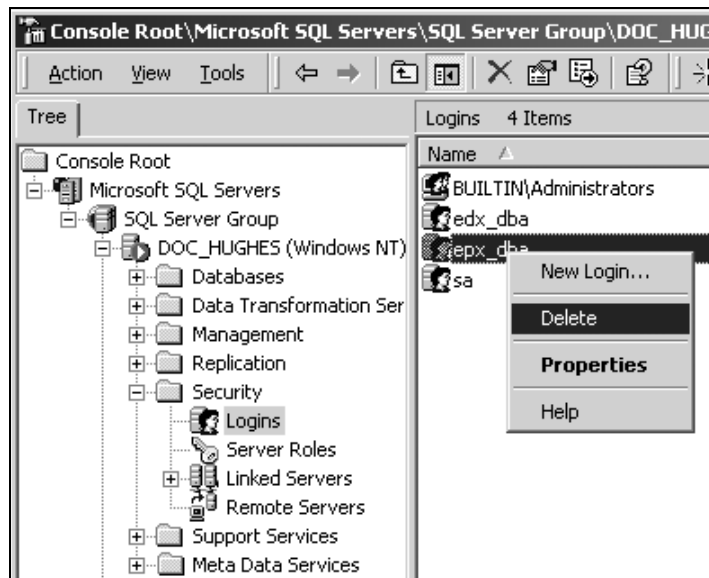 Console Root\Microsoft SQL Servers\SQL Server Group\DOC_HUG
Action View Tools
Tree
Logins 4 Items
Console Root
Name
Microsoft SQL Servers
BUILTIN\Administrators
SQL Server Group
edx_dba
DOC_HUGHES (Windows NT)
epx_dba
New Login...
Databases
sa
Data Transformation Ser
Delete
Management
Properties
Replication
Security
Help
Logins
Server Roles
Linked Servers
Remote Servers
Support Services
Meta Data Services